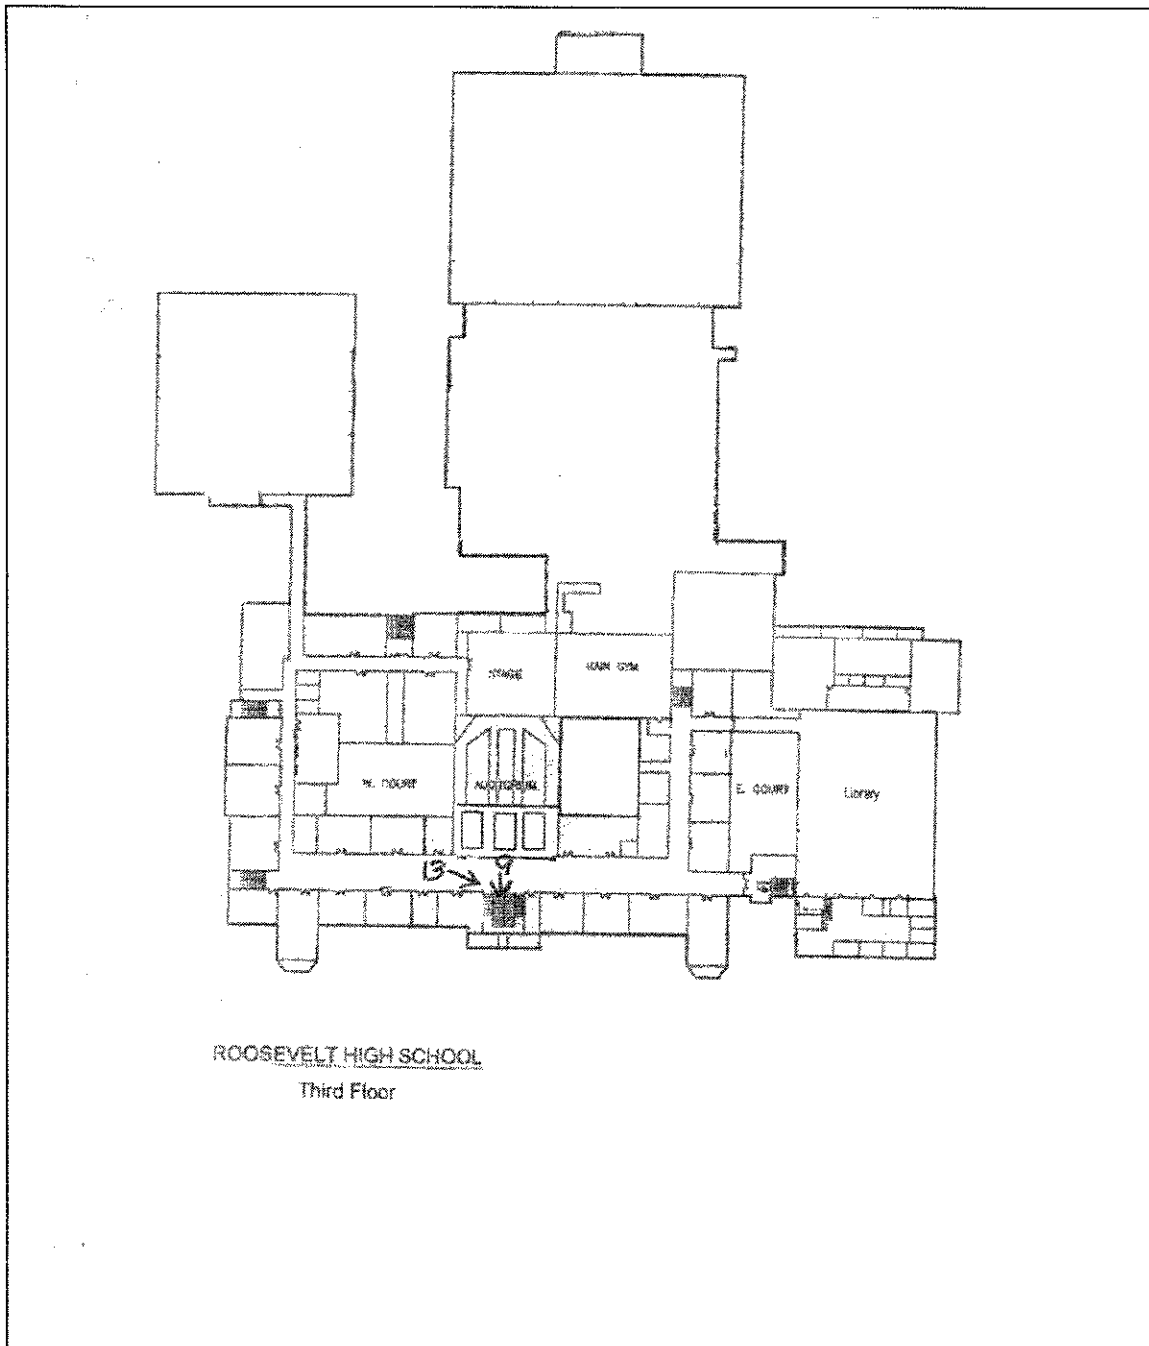 STAGE
MAIN GYM
W. COURT
AUDITORIUM
E. COURT
Library
13
9
ROOSEVELT HIGH SCHOOL
Third Floor